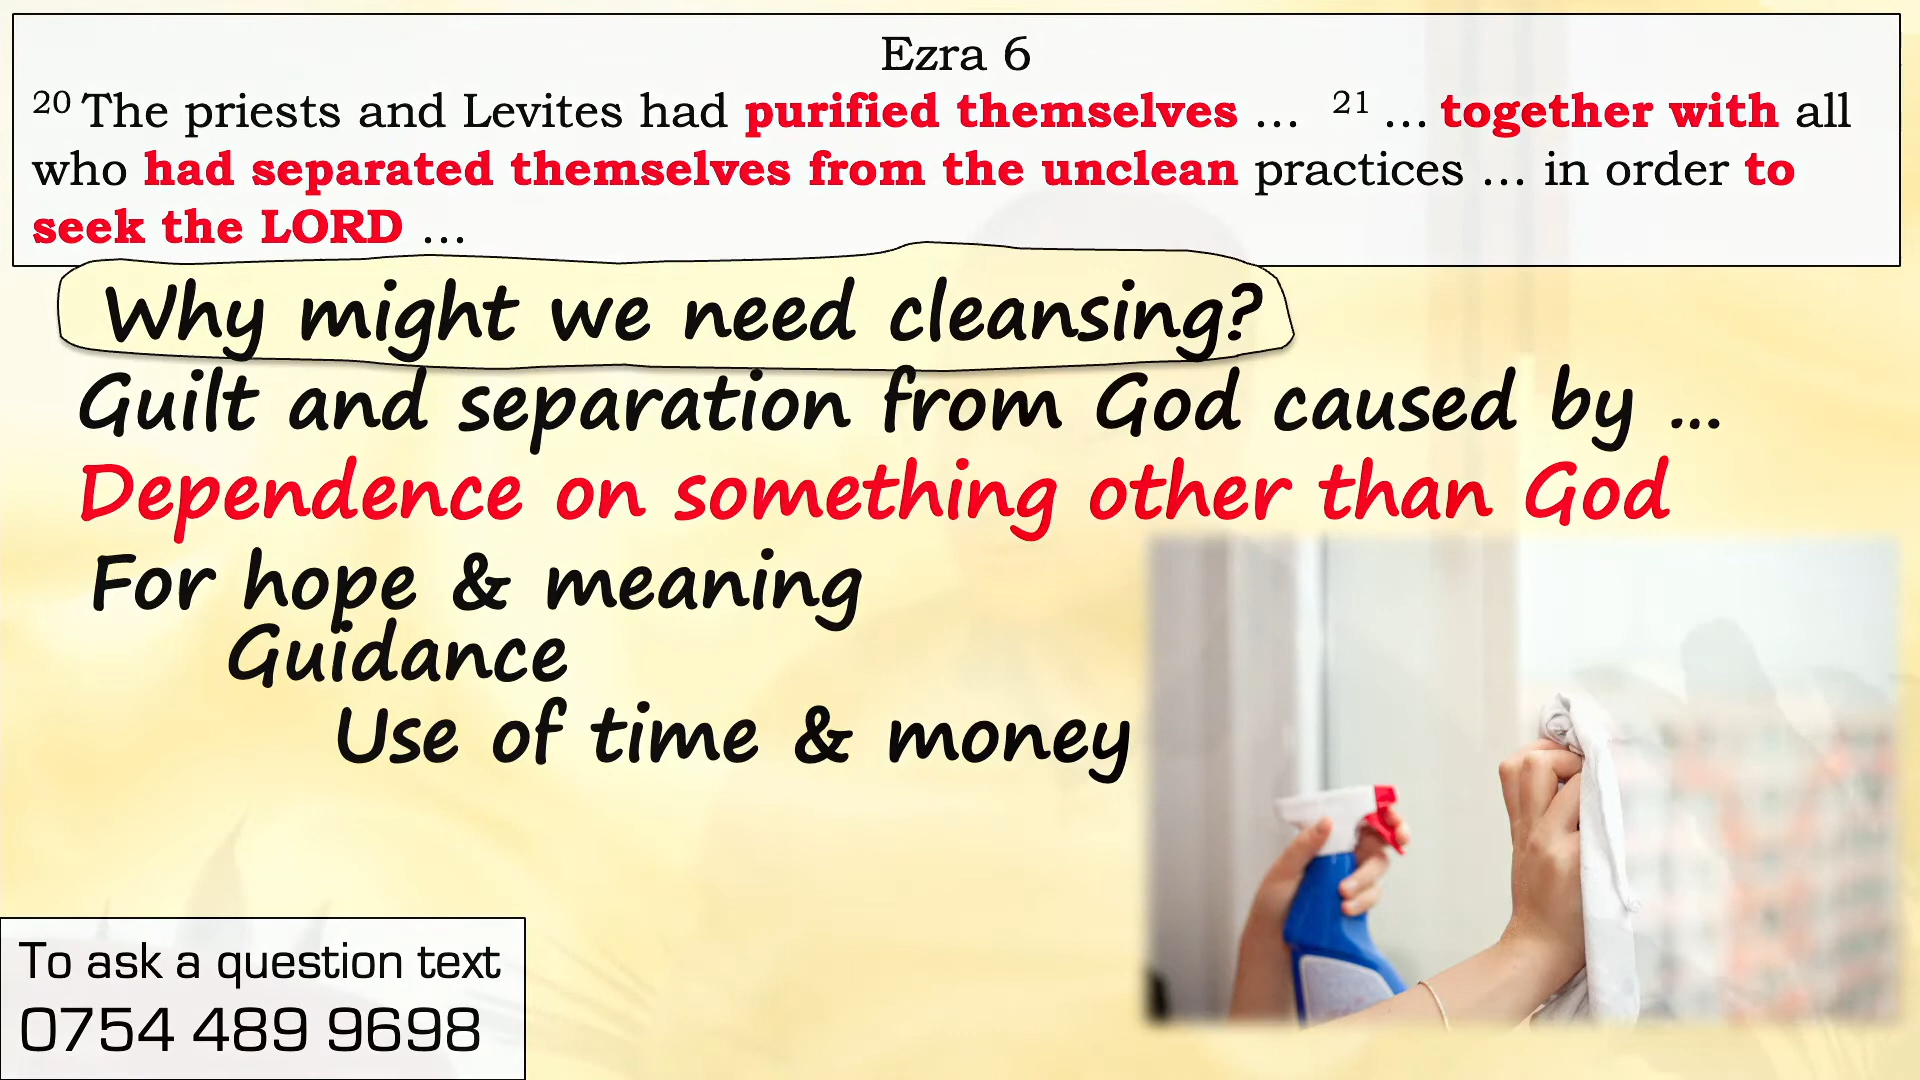 Ezra 6
20 The priests and Levites had purified themselves … 21 … together with all
who had separated themselves from the unclean practices … in order to
seek the LORD …
Why might we need cleansing?
Guilt and separation from God caused by ...
Dependence on something other than God
For hope & meaning
Guidance
Use of time & money
To ask a question text
0754 489 9698